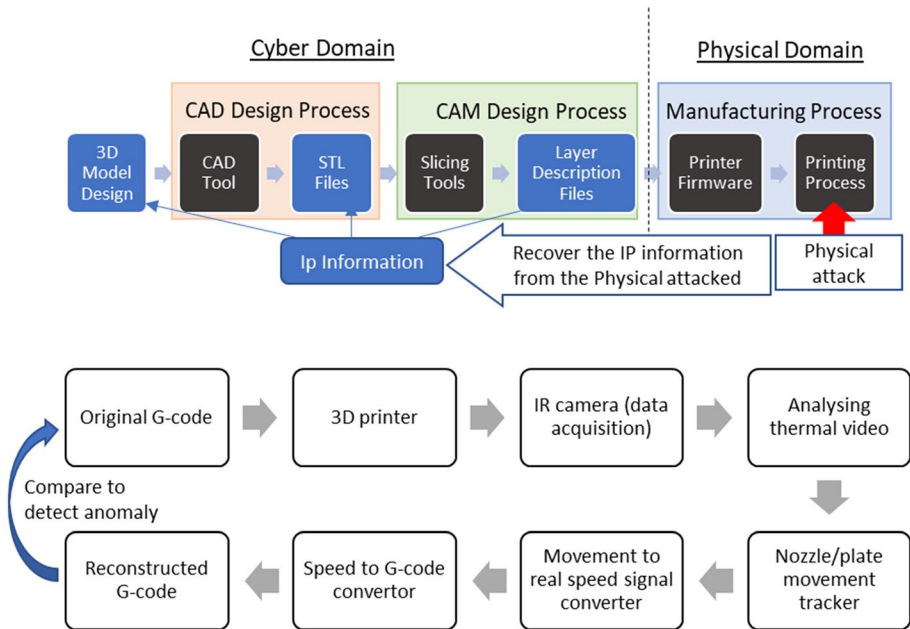 Cyber Domain
Physical Domain
CAD Design Process
CAM Design Process
Manufacturing Process
3D
Model
Design
CAD
Tool
STL
Files
Slicing
Tools
Layer
Description
Files
Printer
Firmware
Printing
Process
Ip Information
Recover the IP information
from the Physical attacked
Physical
attack
Original G-code
3D printer
IR camera (data
acquisition)
Analysing
thermal video
Compare to
detect anomaly
Reconstructed
G-code
Speed to G-code
convertor
Movement to
real speed signal
converter
Nozzle/plate
movement
tracker